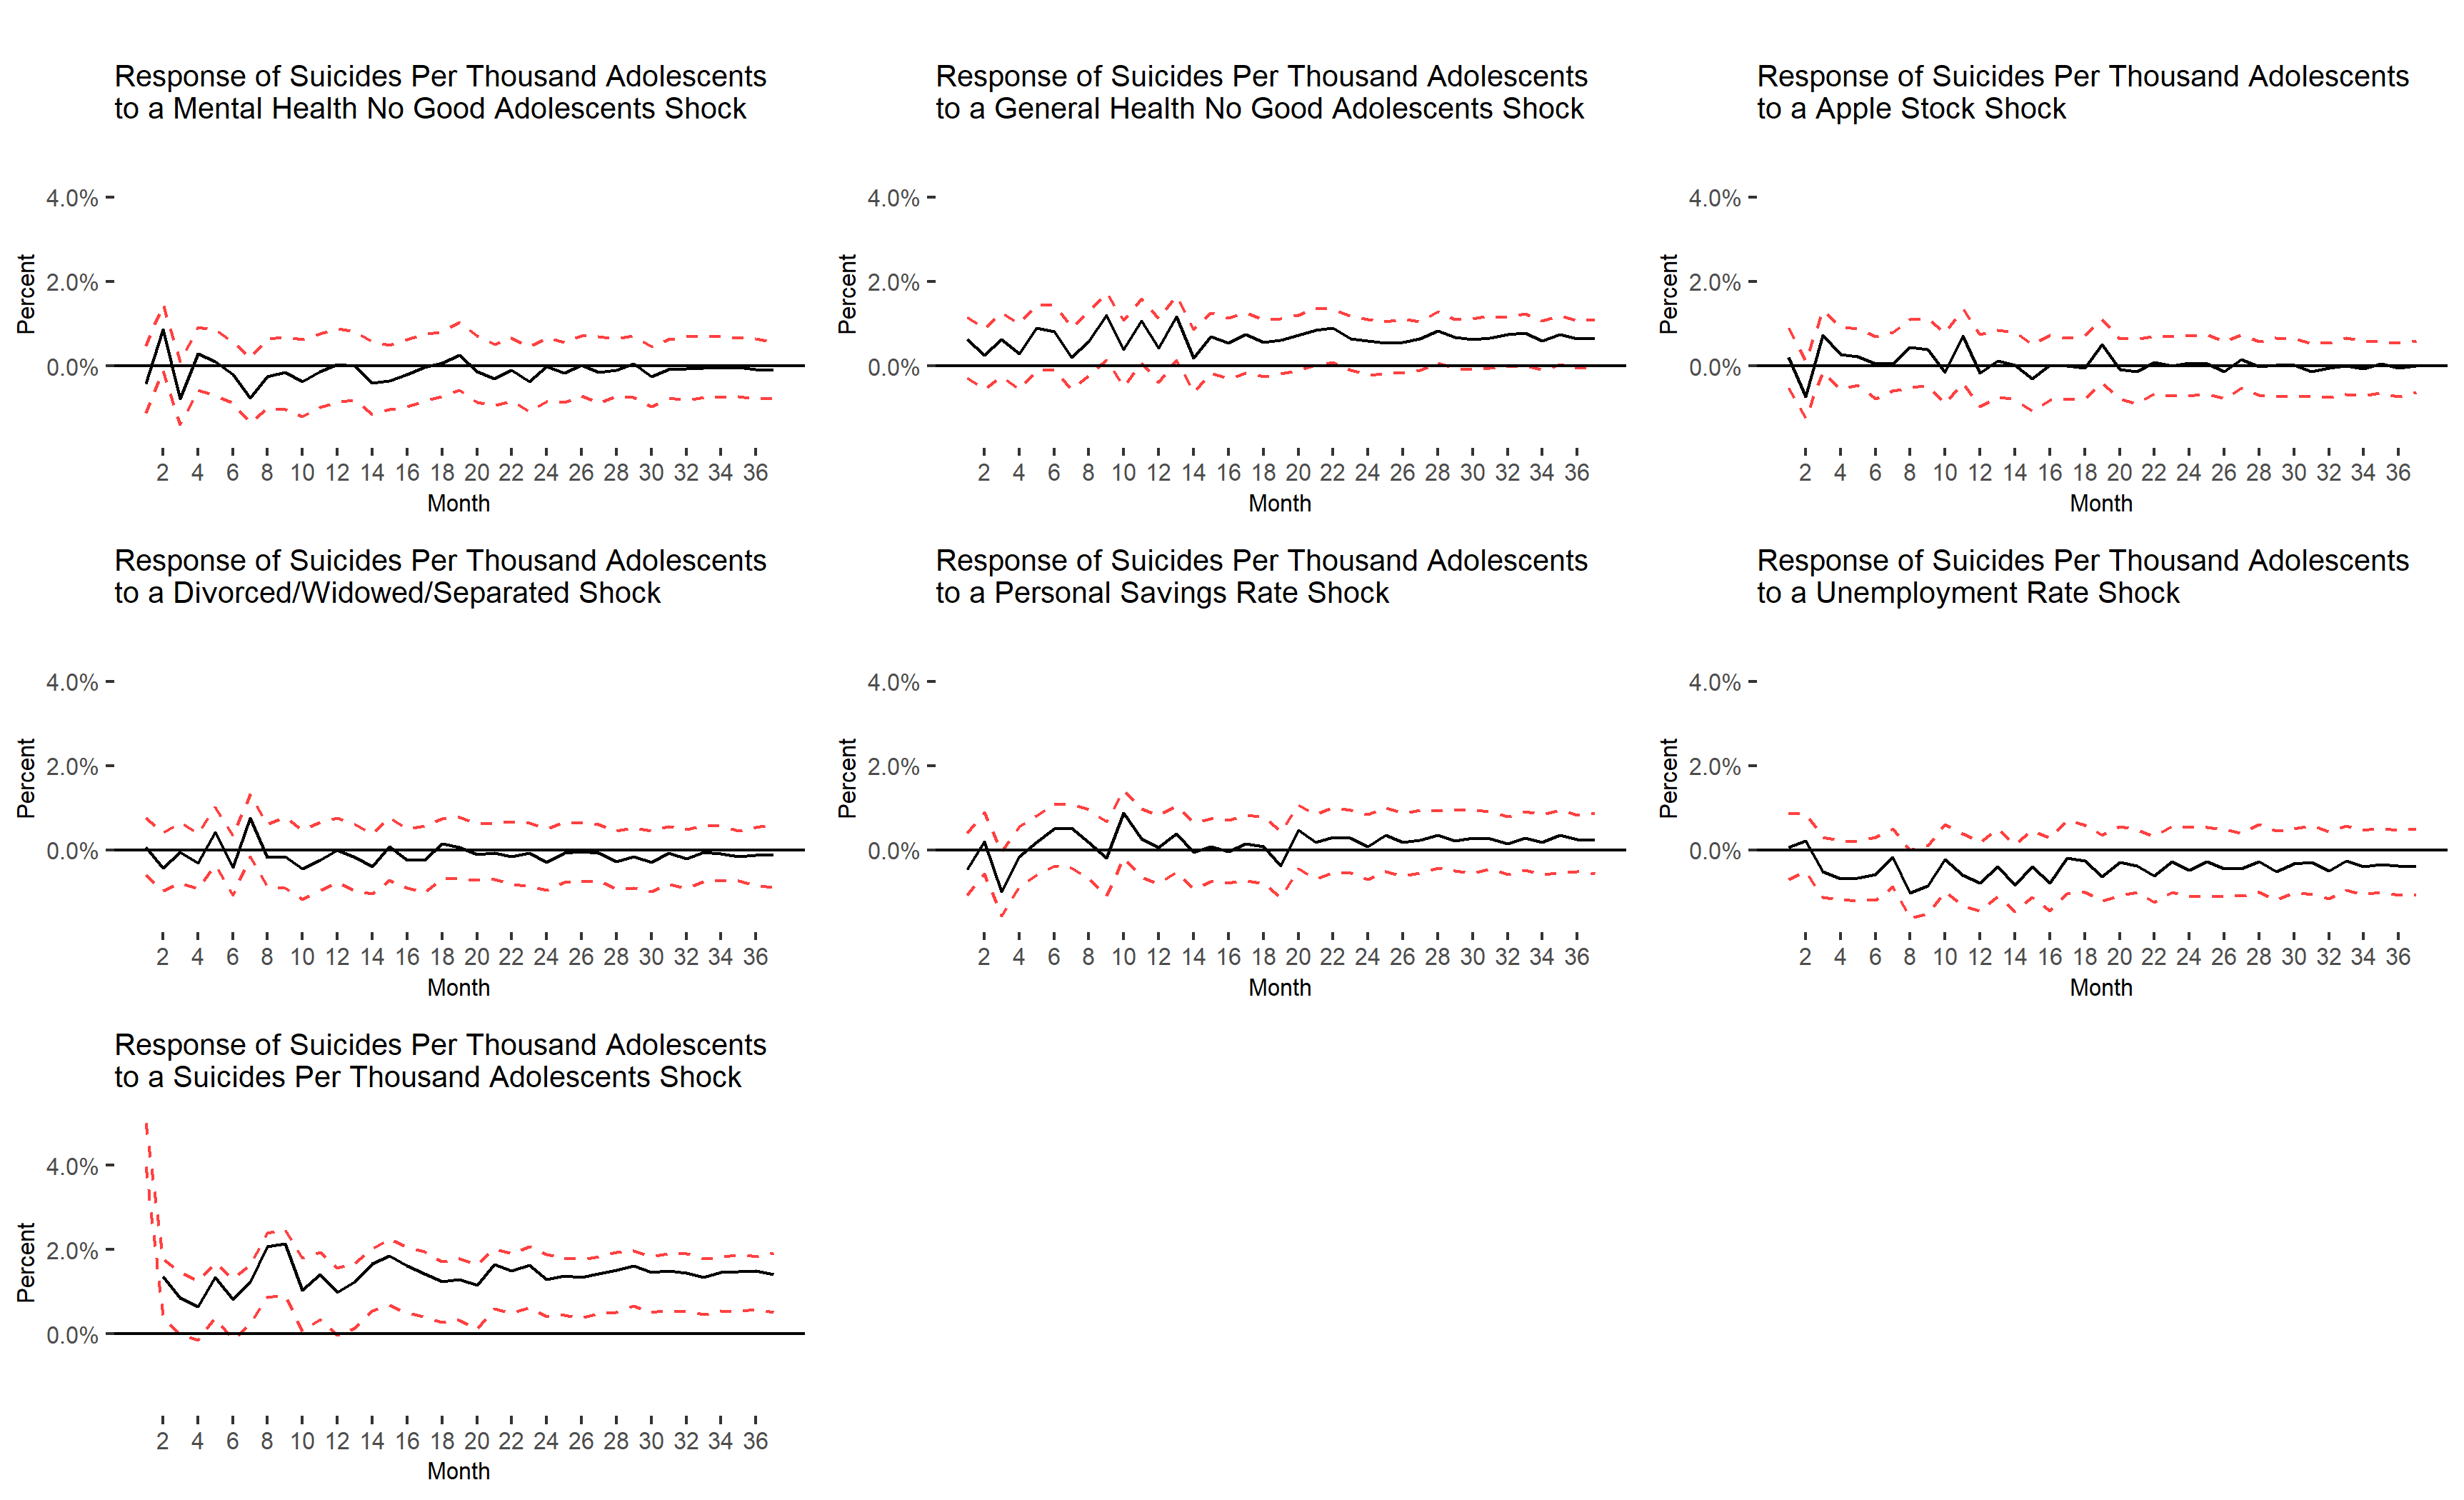 Response of Suicides Per Thousand Adolescents
to a Mental Health No Good Adolescents Shock
4.0%
2.0%
0.0%
Percent
2 4 6 8 10 12 14 16 18 20 22 24 26 28 30 32 34 36
Month
Response of Suicides Per Thousand Adolescents
to a General Health No Good Adolescents Shock
4.0%
2.0%
0.0%
Percent
2 4 6 8 10 12 14 16 18 20 22 24 26 28 30 32 34 36
Month
Response of Suicides Per Thousand Adolescents
to a Apple Stock Shock
4.0%
2.0%
0.0%
Percent
2 4 6 8 10 12 14 16 18 20 22 24 26 28 30 32 34 36
Month
Response of Suicides Per Thousand Adolescents
to a Divorced/Widowed/Separated Shock
4.0%
2.0%
0.0%
Percent
2 4 6 8 10 12 14 16 18 20 22 24 26 28 30 32 34 36
Month
Response of Suicides Per Thousand Adolescents
to a Personal Savings Rate Shock
4.0%
2.0%
0.0%
Percent
2 4 6 8 10 12 14 16 18 20 22 24 26 28 30 32 34 36
Month
Response of Suicides Per Thousand Adolescents
to a Unemployment Rate Shock
4.0%
2.0%
0.0%
Percent
2 4 6 8 10 12 14 16 18 20 22 24 26 28 30 32 34 36
Month
Response of Suicides Per Thousand Adolescents
to a Suicides Per Thousand Adolescents Shock
4.0%
2.0%
0.0%
Percent
2 4 6 8 10 12 14 16 18 20 22 24 26 28 30 32 34 36
Month